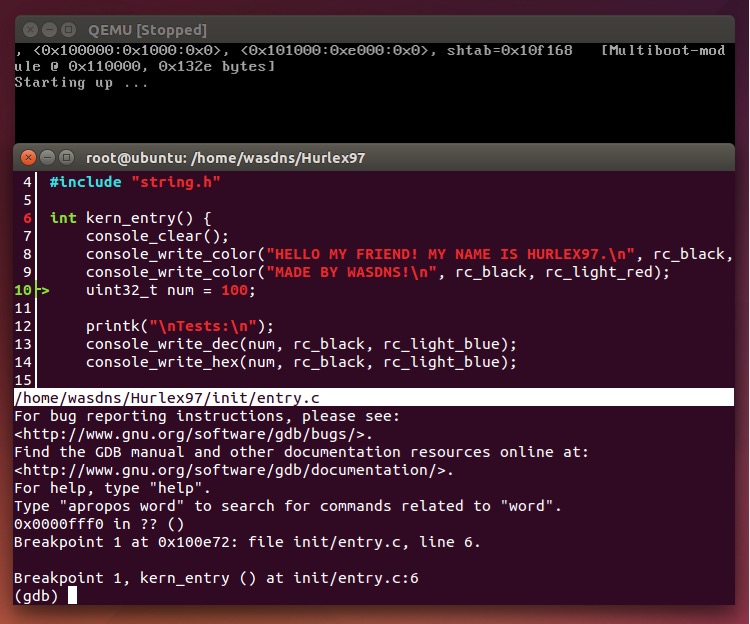 QEMU [Stopped]
, <0x100000:0x1000:0x0>, <0x101000:0xe000:0x0>, shtab=0x10f168   [Multiboot-mod
ule @ 0x110000, 0x132e bytes]
Starting up ...
root@ubuntu: /home/wasdns/Hurlex97
4 #include "string.h"
5
6 int kern_entry() {
7     console_clear();
8     console_write_color("HELLO MY FRIEND! MY NAME IS HURLEX97.\n", rc_black,
9     console_write_color("MADE BY WASDNS!\n", rc_black, rc_light_red);
10->    uint32_t num = 100;
11
12     printk("\nTests:\n");
13     console_write_dec(num, rc_black, rc_light_blue);
14     console_write_hex(num, rc_black, rc_light_blue);
15
/home/wasdns/Hurlex97/init/entry.c
For bug reporting instructions, please see:
<http://www.gnu.org/software/gdb/bugs/>.
Find the GDB manual and other documentation resources online at:
<http://www.gnu.org/software/gdb/documentation/>.
For help, type "help".
Type "apropos word" to search for commands related to "word".
0x0000fff0 in ?? ()
Breakpoint 1 at 0x100e72: file init/entry.c, line 6.
Breakpoint 1, kern_entry () at init/entry.c:6
(gdb)